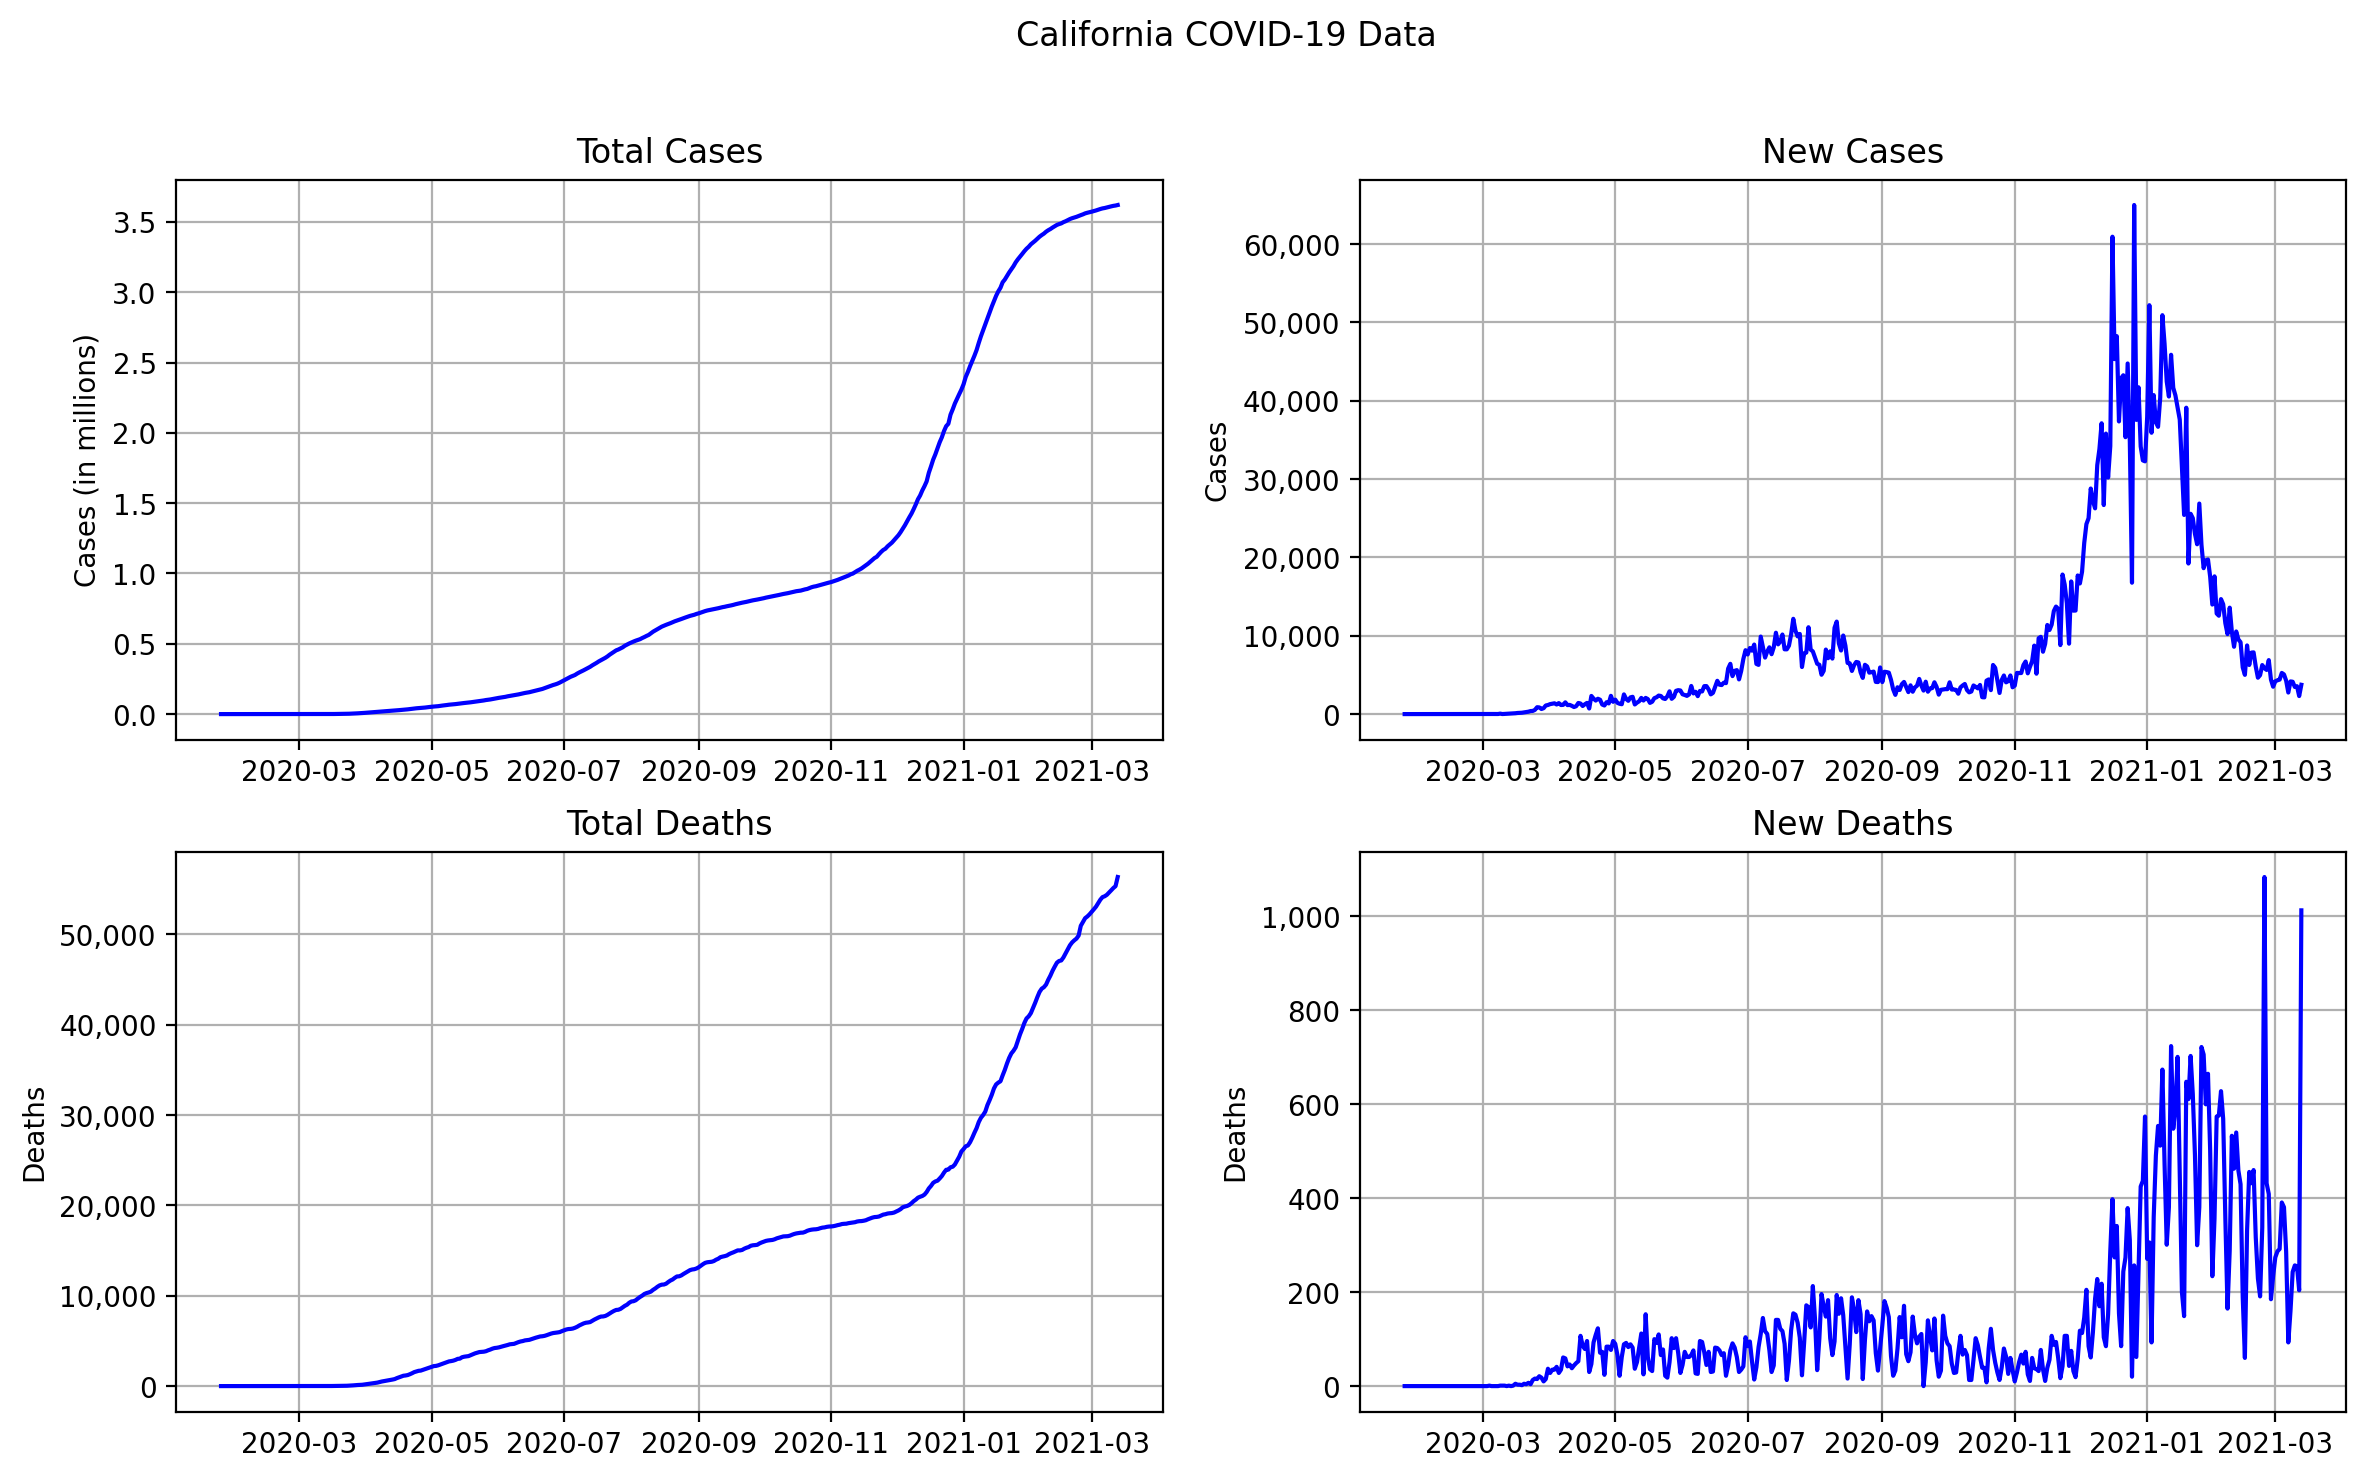 California COVID-19 Data
Total Cases
Cases (in millions)
3.5
3.0
2.5
2.0
1.5
1.0
0.5
0.0
2020-03 2020-05 2020-07 2020-09 2020-11 2021-01 2021-03
New Cases
Cases
60,000
50,000
40,000
30,000
20,000
10,000
0
2020-03 2020-05 2020-07 2020-09 2020-11 2021-01 2021-03
Total Deaths
Deaths
50,000
40,000
30,000
20,000
10,000
0
2020-03 2020-05 2020-07 2020-09 2020-11 2021-01 2021-03
New Deaths
Deaths
1,000
800
600
400
200
0
2020-03 2020-05 2020-07 2020-09 2020-11 2021-01 2021-03